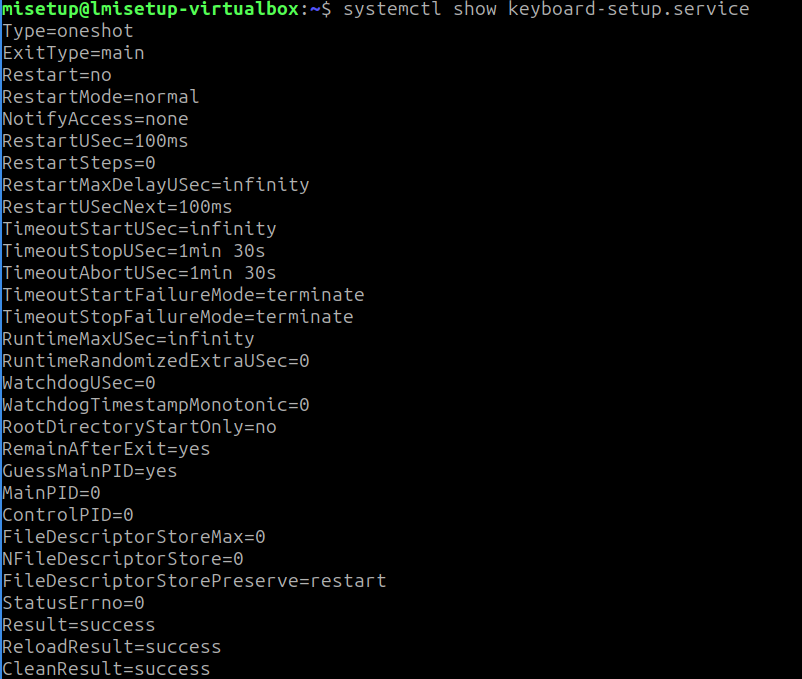 misetup@lmisetup-virtualbox:~$ systemctl show keyboard-setup.service
Type=oneshot
ExitType=main
Restart=no
RestartMode=normal
NotifyAccess=none
RestartUSec=100ms
RestartSteps=0
RestartMaxDelayUSec=infinity
RestartUSecNext=100ms
TimeoutStartUSec=infinity
TimeoutStopUSec=1min 30s
TimeoutAbortUSec=1min 30s
TimeoutStartFailureMode=terminate
TimeoutStopFailureMode=terminate
RuntimeMaxUSec=infinity
RuntimeRandomizedExtraUSec=0
WatchdogUSec=0
WatchdogTimestampMonotonic=0
RootDirectoryStartOnly=no
RemainAfterExit=yes
GuessMainPID=yes
MainPID=0
ControlPID=0
FileDescriptorStoreMax=0
NFileDescriptorStore=0
FileDescriptorStorePreserve=restart
StatusErrno=0
Result=success
ReloadResult=success
CleanResult=success